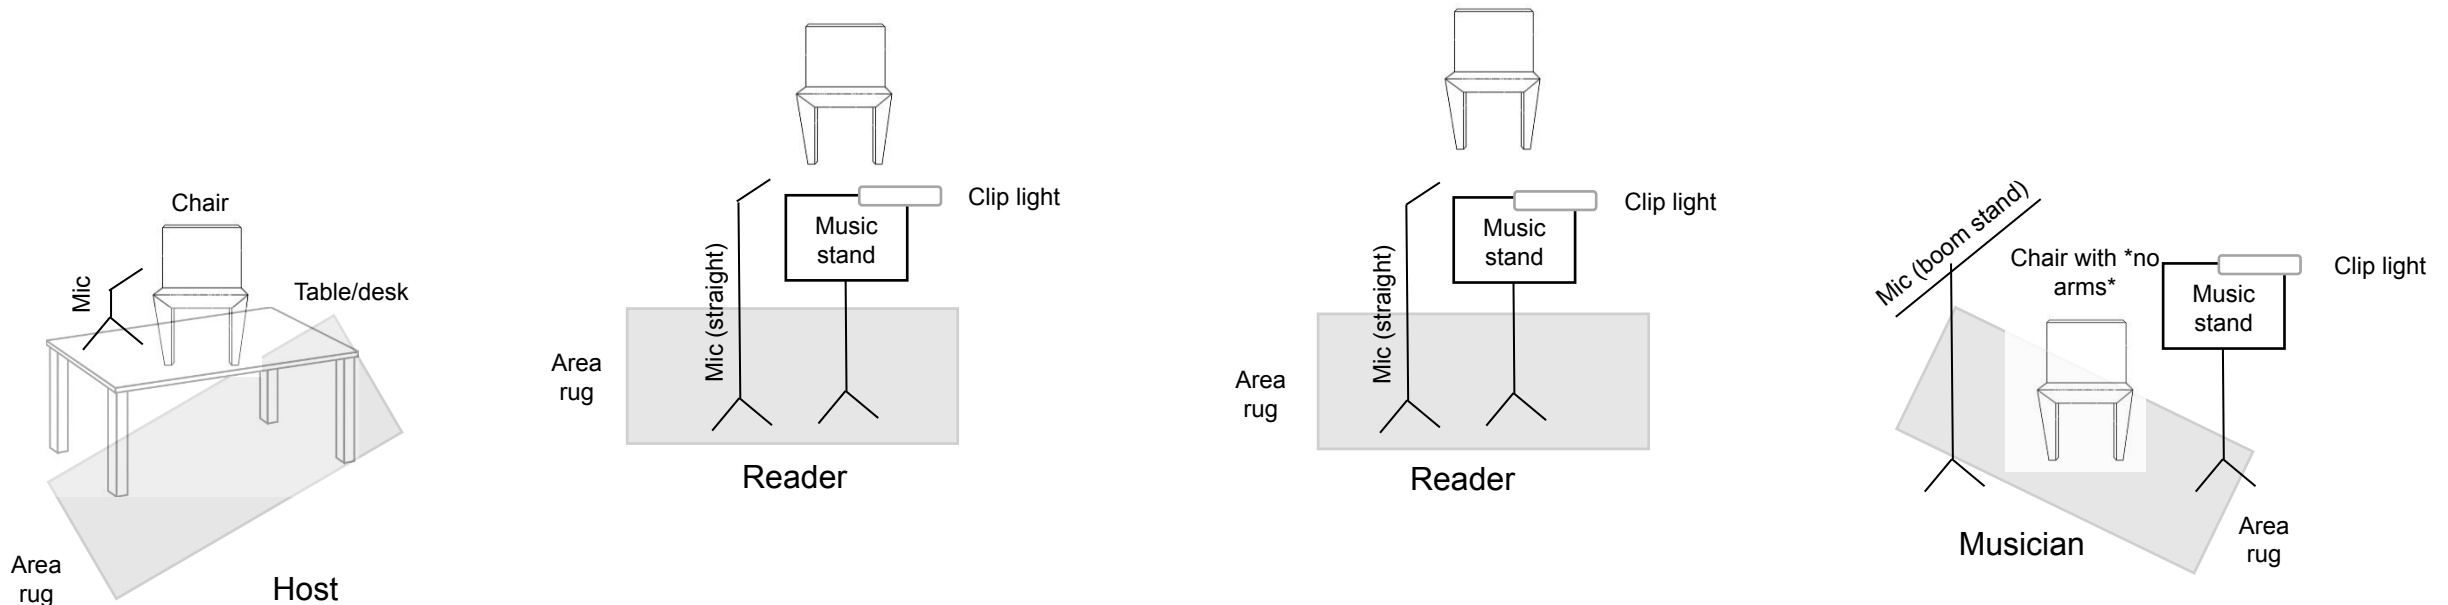 Chair
Mic
Table/desk
Area
rug
Host
Clip light
Music
stand
Mic (straight)
Area
rug
Reader
Clip light
Music
stand
Mic (straight)
Area
rug
Reader
Mic (boom stand)
Chair with *no
arms*
Clip light
Music
stand
Musician
Area
rug